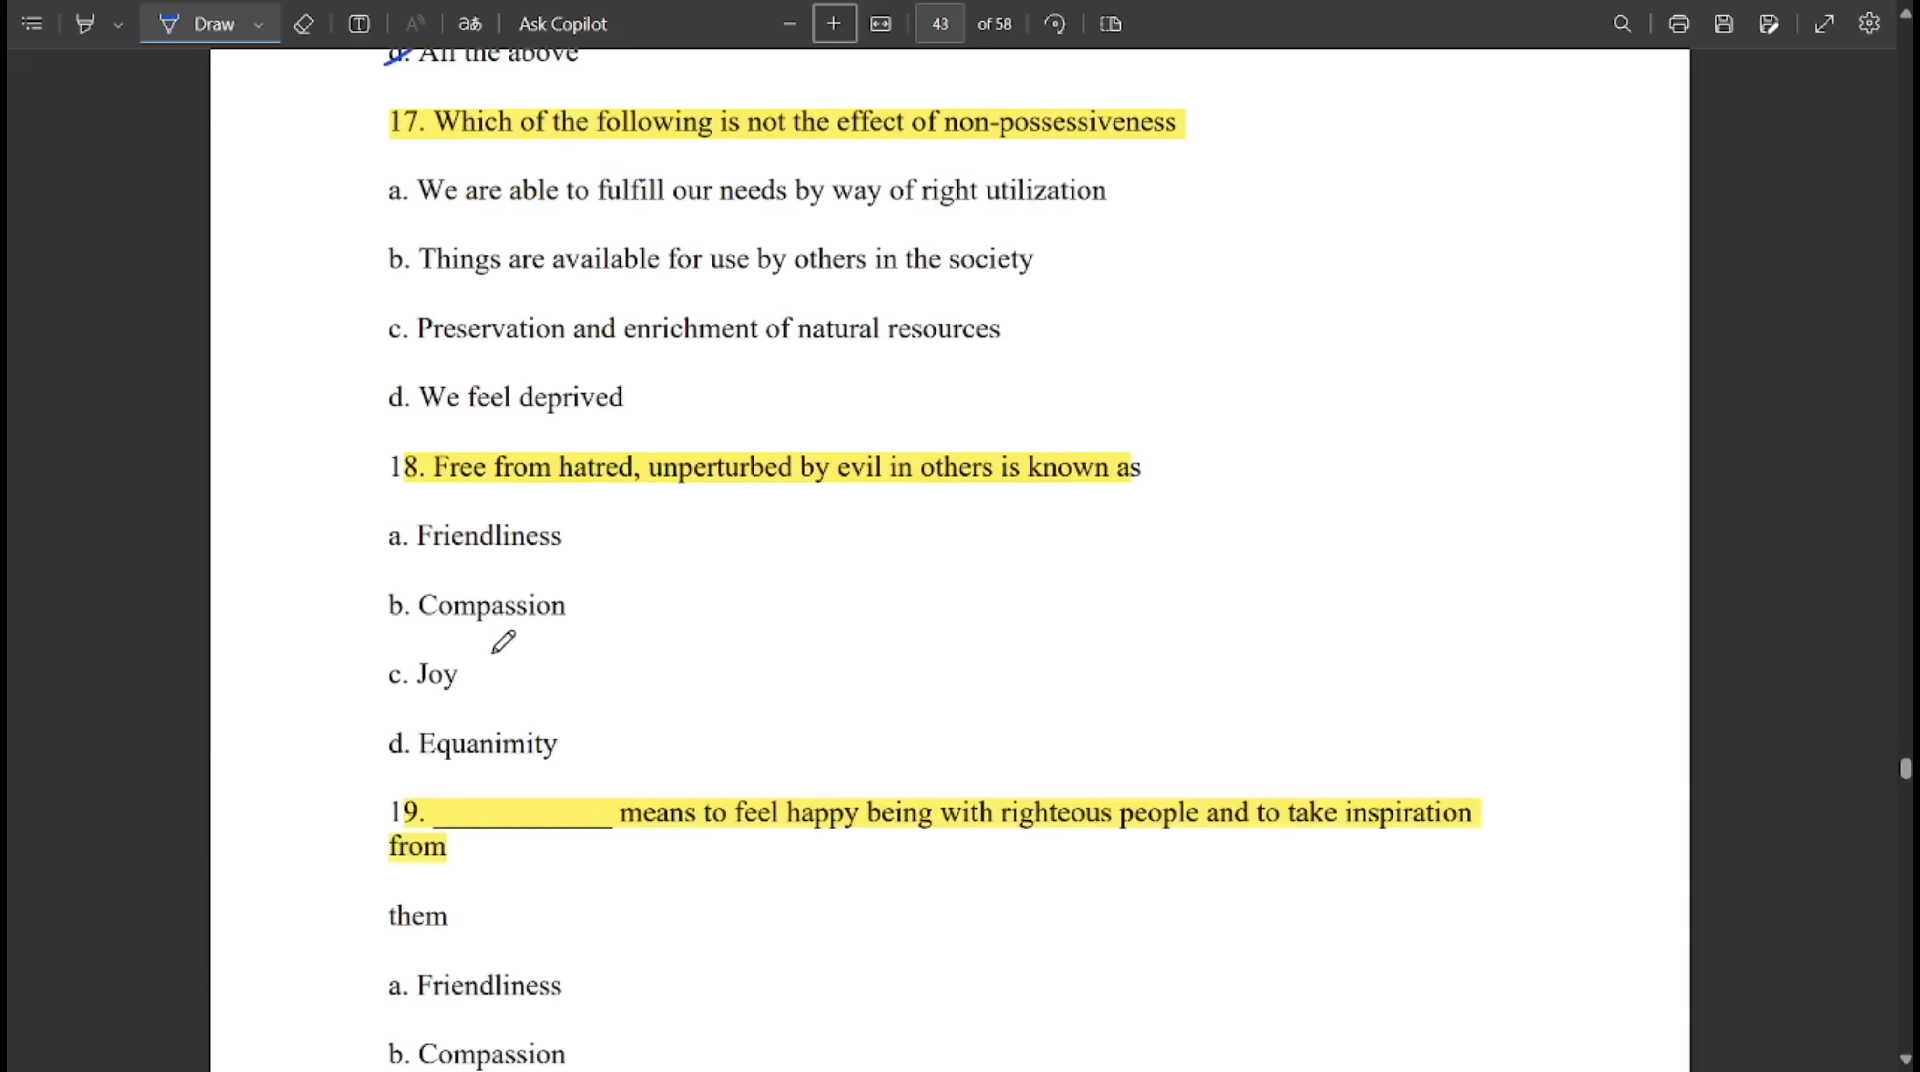 Draw
Ask Copilot
43 of 58
d. All the above
17. Which of the following is not the effect of non-possessiveness
a. We are able to fulfill our needs by way of right utilization
b. Things are available for use by others in the society
c. Preservation and enrichment of natural resources
d. We feel deprived
18. Free from hatred, unperturbed by evil in others is known as
a. Friendliness
b. Compassion
c. Joy
d. Equanimity
19. _____________ means to feel happy being with righteous people and to take inspiration
from
them
a. Friendliness
b. Compassion